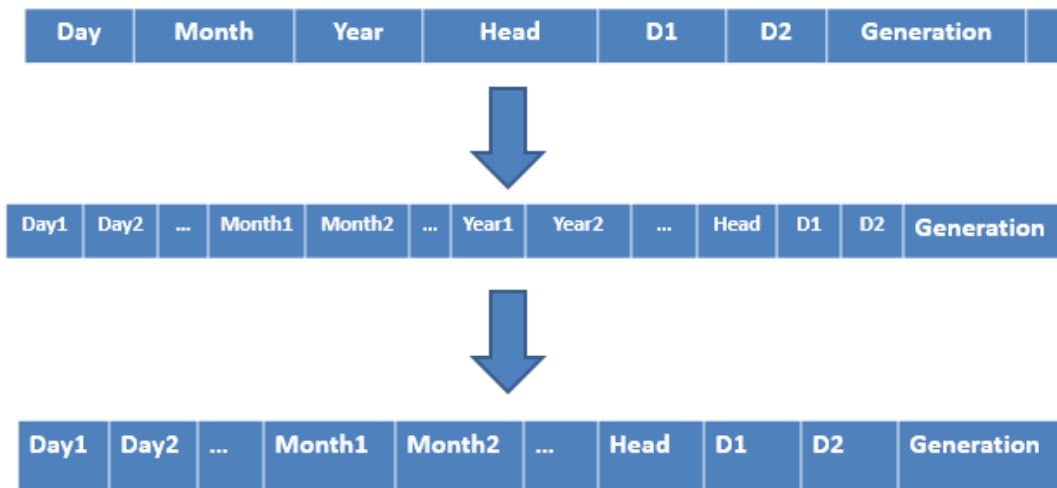 Day Month Year Head D1 D2 Generation
Day1 Day2 ... Month1 Month2 ... Year1 Year2 ... Head D1 D2 Generation
Day1 Day2 ... Month1 Month2 ... Head D1 D2 Generation